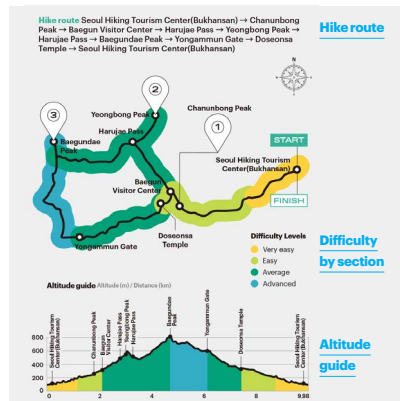 Hike route Seoul Hiking Tourism Center(Bukhansan) → Chanunbong
Peak → Baegun Visitor Center → Harujae Pass → Yeongbong Peak →
Harujae Pass → Baegundae Peak → Yongammun Gate → Doseonsa
Temple → Seoul Hiking Tourism Center(Bukhansan)
Hike route
N
2
Chanunbong Peak
Yeongbong Peak
3
Harujae Pass
1
START
Baegundae
Peak
Seoul Hiking Tourism
Center(Bukhansan)
Baegun
Visitor Center
FINISH
Doseonsa
Temple
Yongammun Gate
Difficulty Levels
Very easy
Easy
Average
Advanced
Difficulty
by section
Altitude guide Altitude(m) / Distance(km)
Seoul Hiking Tourism
Center(Bukhansan)
Chanunbong Peak
Baegun
Visitor Center
Harujae Pass
Yeongbong Peak
Harujae Pass
Baegundae
Peak
Yongammun Gate
Doseonsa Temple
Seoul Hiking Tourism
Center(Bukhansan)
800
600
400
200
0
0 2 4 6 8 9.98
Altitude
guide